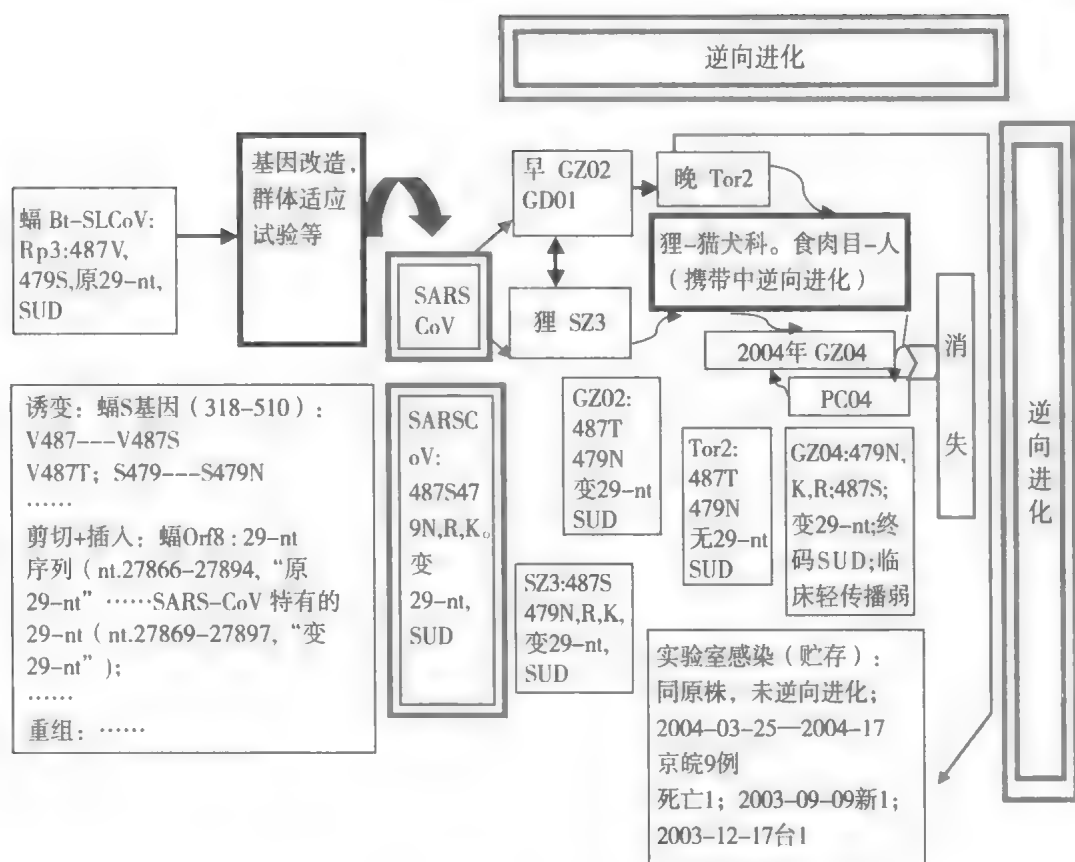 逆向进化
基因改造,
群体适应
试验等
早 GZ02
GD01
晚 Tor2
蝠 Bt-SLCoV:
Rp3:487V,
479S,原29-nt,
SUD
SARS
CoV
狸 SZ3
狸-猫犬科。食肉目-人
(携带中逆向进化)
2004年 GZ04
PC04
消
失
逆
向
进
化
诱变: 蝠S基因(318-510):
V487---V487S
V487T; S479---S479N
……
剪切+插入: 蝠Orf8: 29-nt
序列(nt.27866-27894, “原
29-nt” ……SARS-CoV 特有的
29-nt(nt.27869-27897, “变
29-nt”);
……
重组: ……
SARSC
oV:
487S47
9N,R,K。
变
29-nt,
SUD
GZ02:
487T
479N
变29-nt
SUD
SZ3:487S
479N,R,K,
变29-nt,
SUD
Tor2:
487T
479N
无29-nt
SUD
GZ04:479N,
K,R;487S;
变29-nt;终
码SUD;临
床轻传播弱
实验室感染(贮存):
同原株, 未逆向进化;
2004-03-25—2004-17
京皖9例
死亡1; 2003-09-09新1;
2003-12-17台1